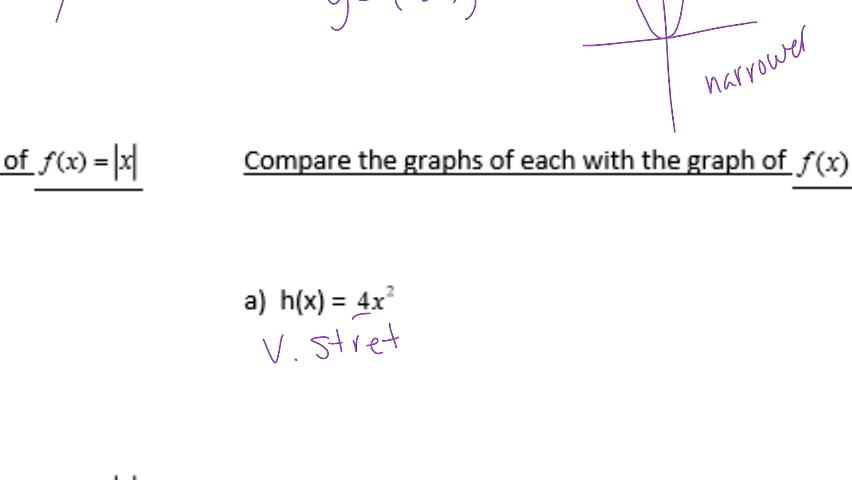 narrower
of f(x) = |x|
Compare the graphs of each with the graph of f(x)
a) h(x) = 4x²
V. stret